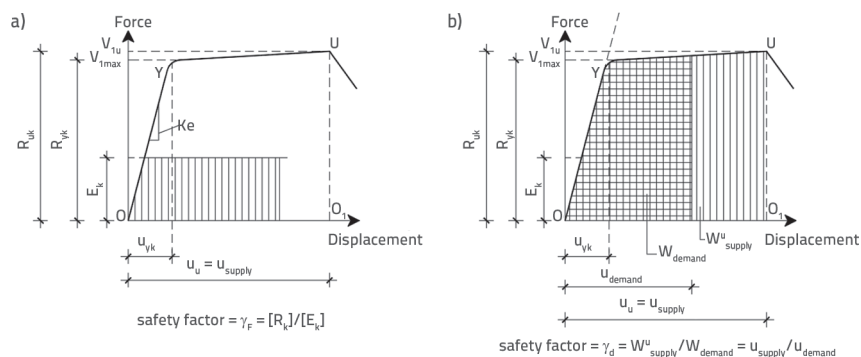 a)
Force
V1u
V1max
U
Y
Ke
Ruk
Ryk
Ek
O
O1
Displacement
uyk
uu = usupply
safety factor = γF = [Rk]/[Ek]
b)
Force
V1u
V1max
U
Y
Ruk
Ryk
Ek
O
O1
Displacement
uyk
Wdemand
Wusupply
udemand
uu = usupply
safety factor = γd = Wusupply/Wdemand = usupply/udemand